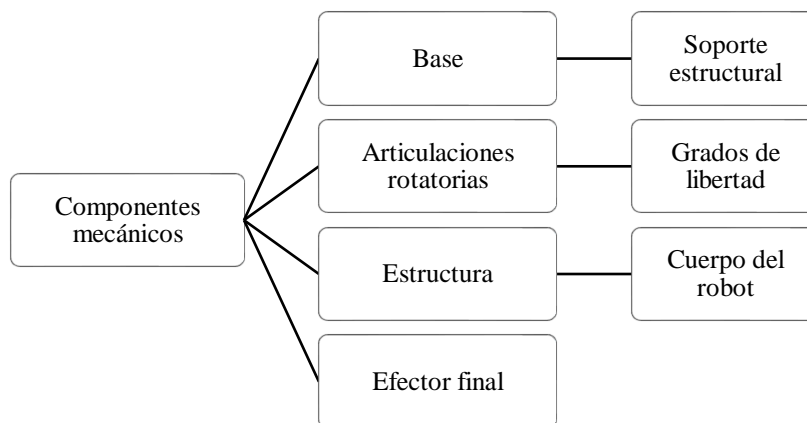 Componentes
mecánicos
Base
Soporte
estructural
Articulaciones
rotatorias
Grados de
libertad
Estructura
Cuerpo del
robot
Efector final